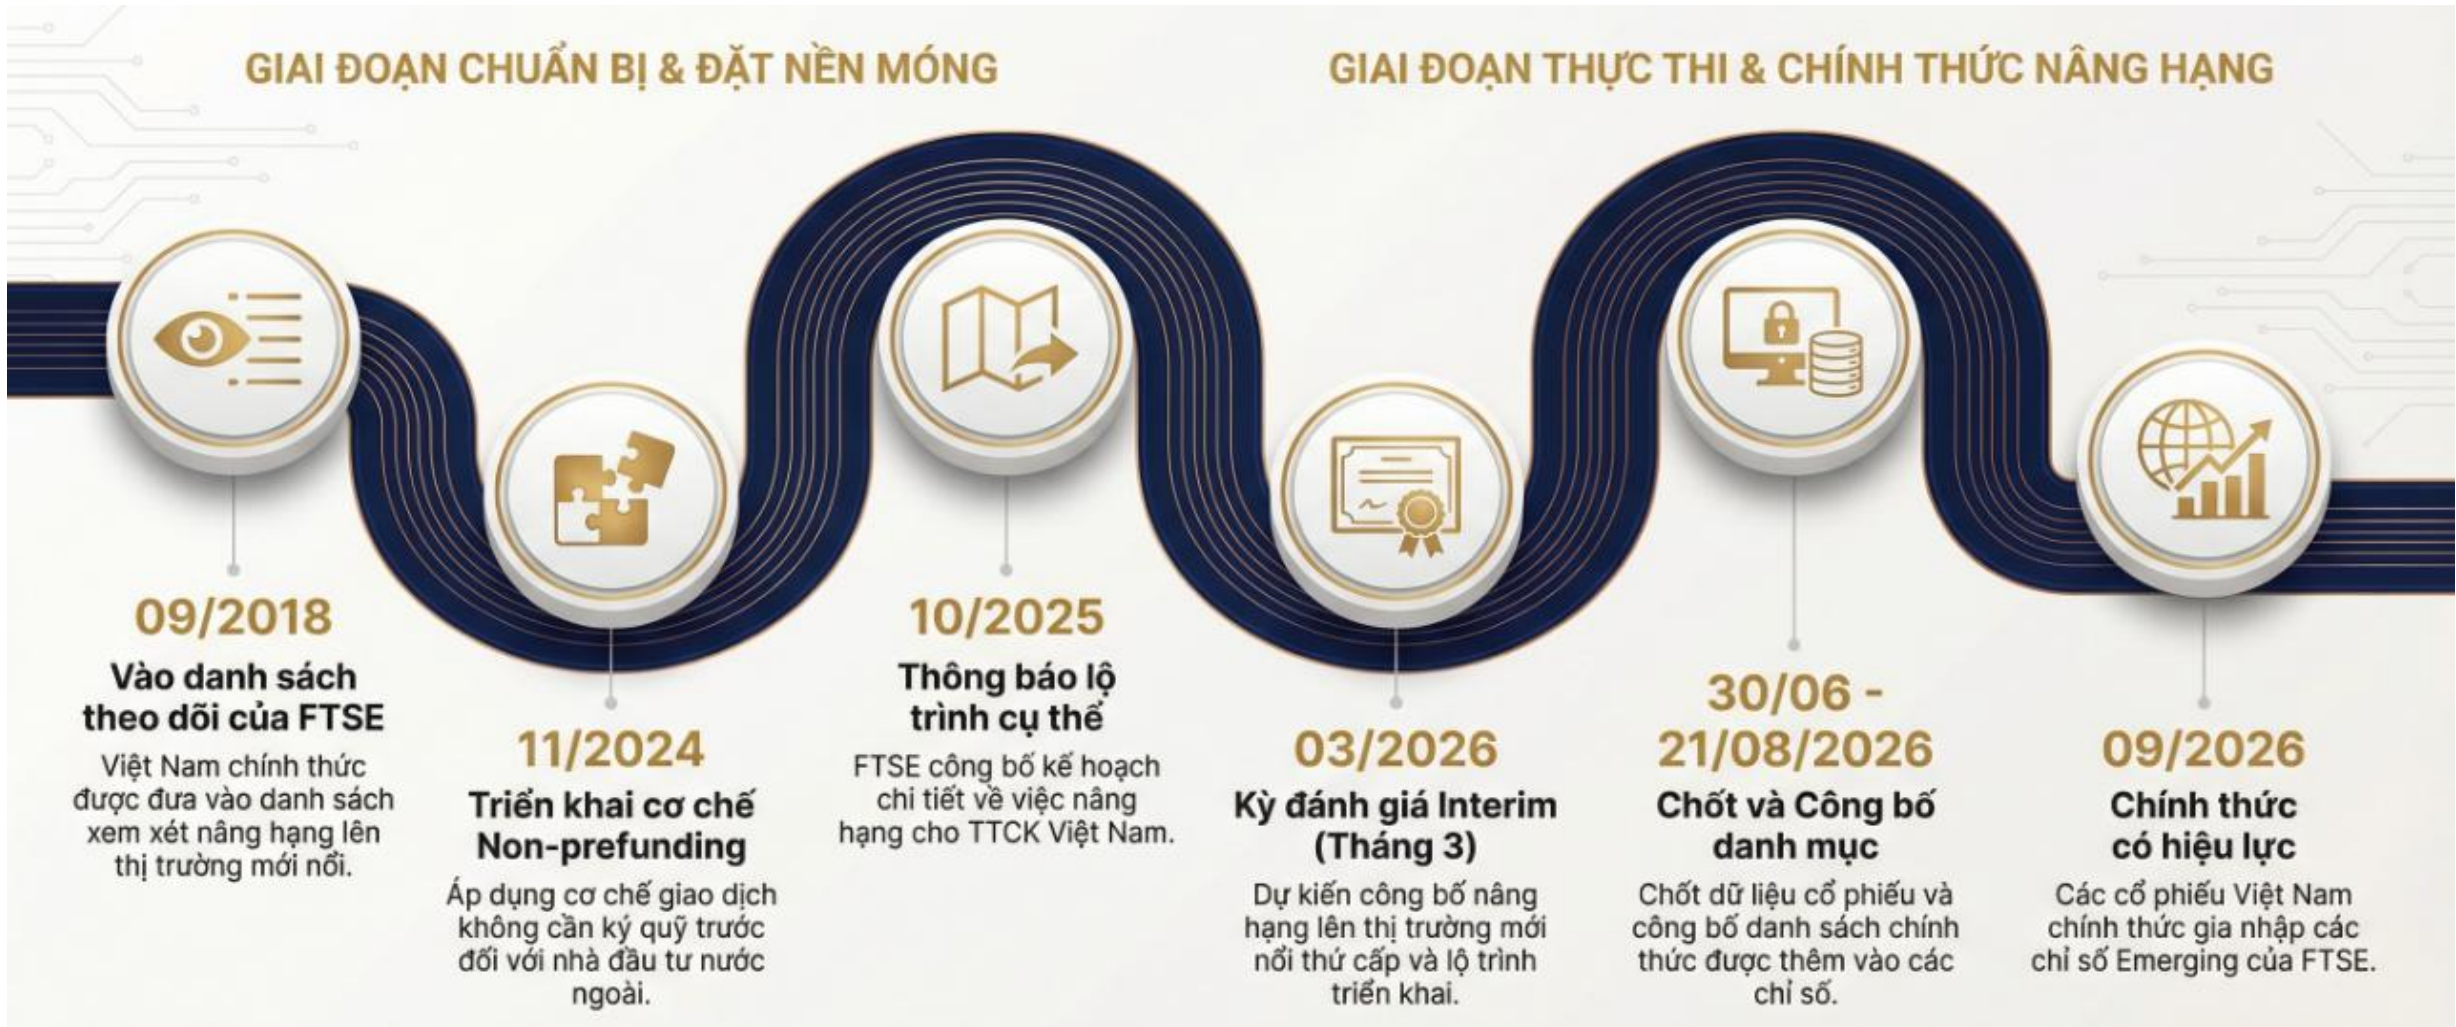 GIAI ĐOẠN CHUẨN BỊ & ĐẶT NỀN MÓNG
GIAI ĐOẠN THỰC THI & CHÍNH THỨC NÂNG HẠNG
09/2018
Vào danh sách
theo dõi của FTSE
Việt Nam chính thức
được đưa vào danh sách
xem xét nâng hạng lên
thị trường mới nổi.
11/2024
Triển khai cơ chế
Non-prefunding
Áp dụng cơ chế giao dịch
không cần ký quỹ trước
đối với nhà đầu tư nước
ngoài.
10/2025
Thông báo lộ
trình cụ thể
FTSE công bố kế hoạch
chi tiết về việc nâng
hạng cho TTCK Việt Nam.
03/2026
Kỳ đánh giá Interim
(Tháng 3)
Dự kiến công bố nâng
hạng lên thị trường mới
nổi thứ cấp và lộ trình
triển khai.
30/06 -
21/08/2026
Chốt và Công bố
danh mục
Chốt dữ liệu cổ phiếu và
công bố danh sách chính
thức được thêm vào các
chỉ số.
09/2026
Chính thức
có hiệu lực
Các cổ phiếu Việt Nam
chính thức gia nhập các
chỉ số Emerging của FTSE.